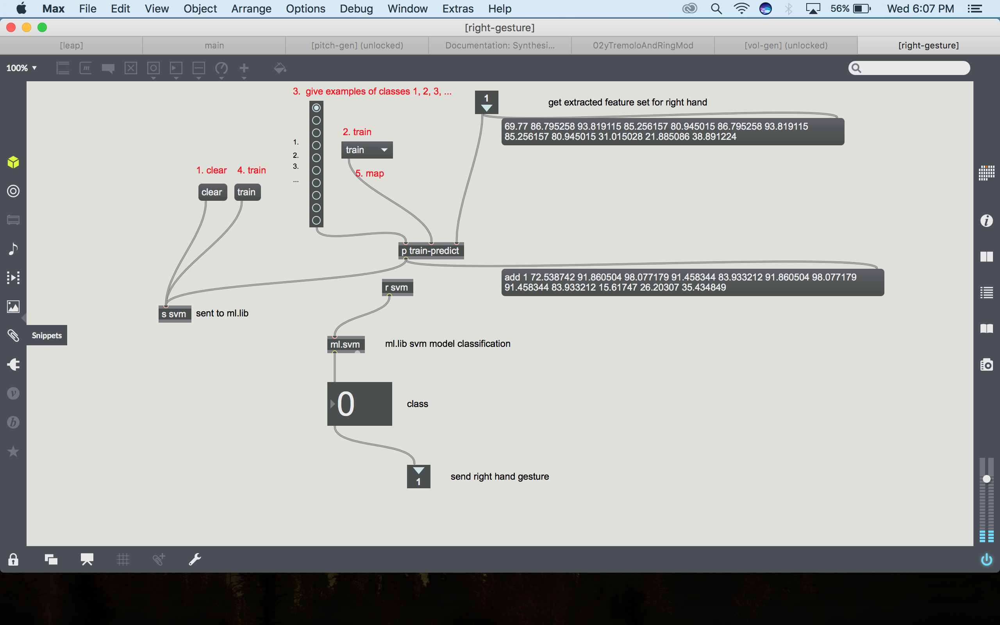 Max File Edit View Object Arrange Options Debug Window Extras Help 56% Wed 6:07 PM
[right-gesture]
[leap] main [pitch-gen] (unlocked) Documentation: Synthesi... 02yTremoloAndRingMod [vol-gen] (unlocked) [right-gesture]
100% m
3. give examples of classes 1, 2, 3, ...
1
get extracted feature set for right hand
69.77 86.795258 93.819115 85.256157 80.945015 86.795258 93.819115
85.256157 80.945015 31.015028 21.885086 38.891224
2. train
train
1.
2.
3.
...
5. map
1. clear 4. train
clear train
p train-predict
add 1 72.538742 91.860504 98.077179 91.458344 83.933212 91.860504 98.077179
91.458344 83.933212 15.61747 26.20307 35.434849
r svm
s svm sent to ml.lib
Snippets
ml.svm ml.lib svm model classification
0 class
1
send right hand gesture
i
v
b